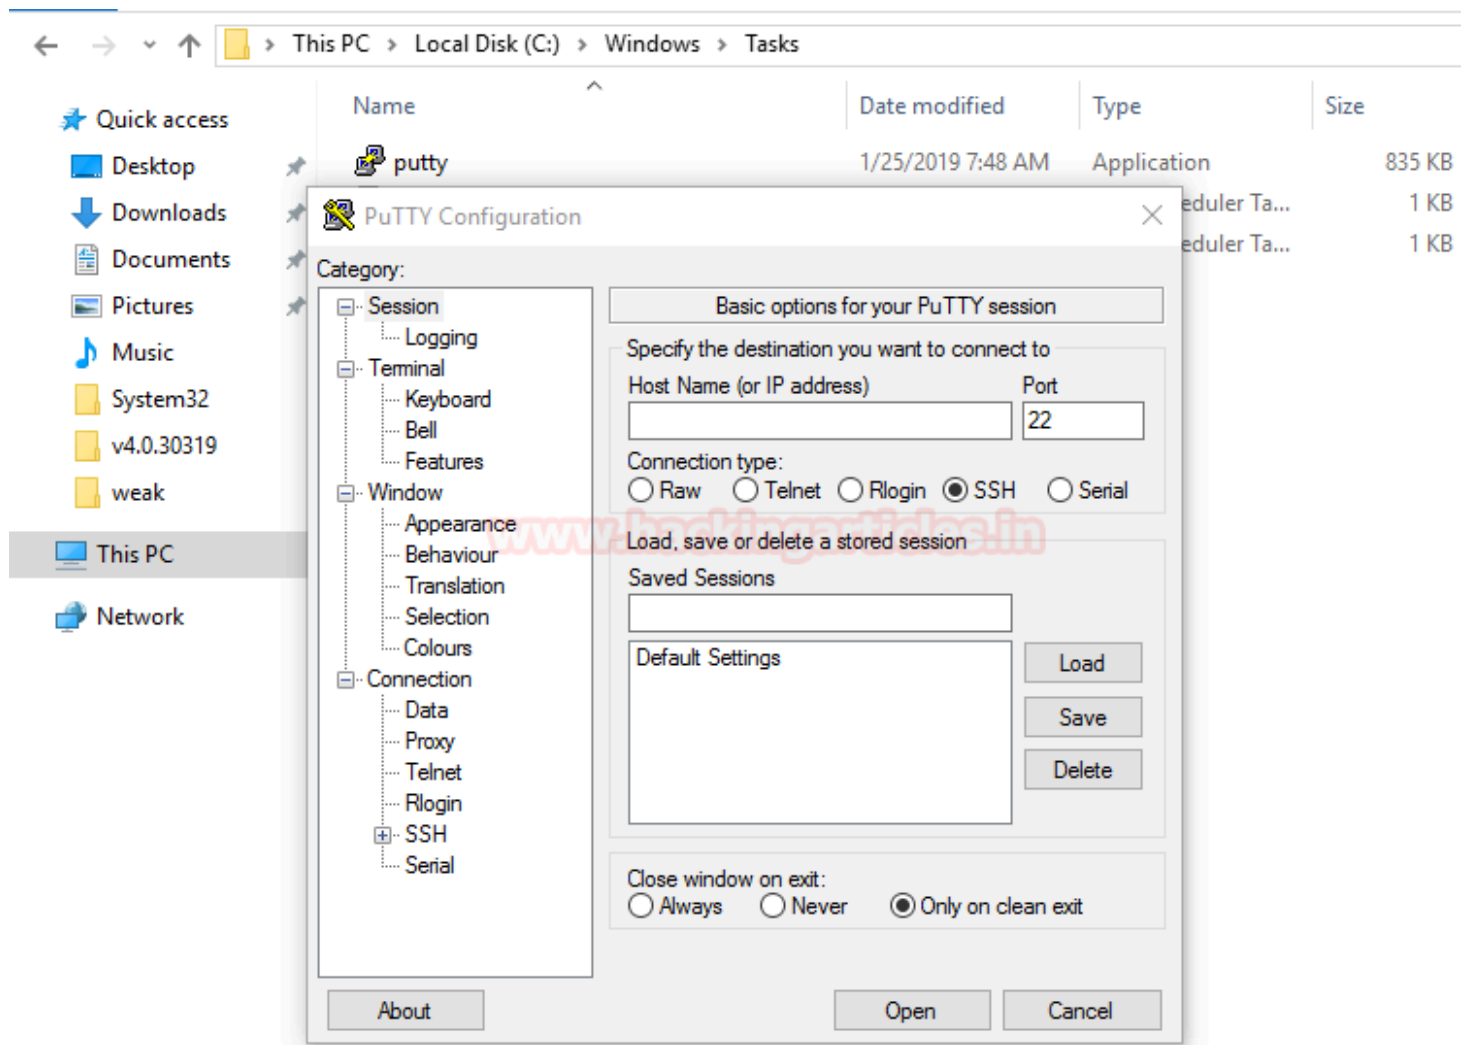 This PC > Local Disk (C:) > Windows > Tasks
Name Date modified Type Size
Quick access
Desktop
Downloads
Documents
Pictures
Music
System32
v4.0.30319
weak
This PC
Network
putty 1/25/2019 7:48 AM Application 835 KB
eduler Ta... 1 KB
eduler Ta... 1 KB
PuTTY Configuration
Category:
Session
Logging
Terminal
Keyboard
Bell
Features
Window
Appearance
Behaviour
Translation
Selection
Colours
Connection
Data
Proxy
Telnet
Rlogin
SSH
Serial
Basic options for your PuTTY session
Specify the destination you want to connect to
Host Name (or IP address) Port
22
Connection type:
Raw Telnet Rlogin SSH Serial
www.hackingarticles.in
Load, save or delete a stored session
Saved Sessions
Default Settings
Load
Save
Delete
Close window on exit:
Always Never Only on clean exit
About Open Cancel